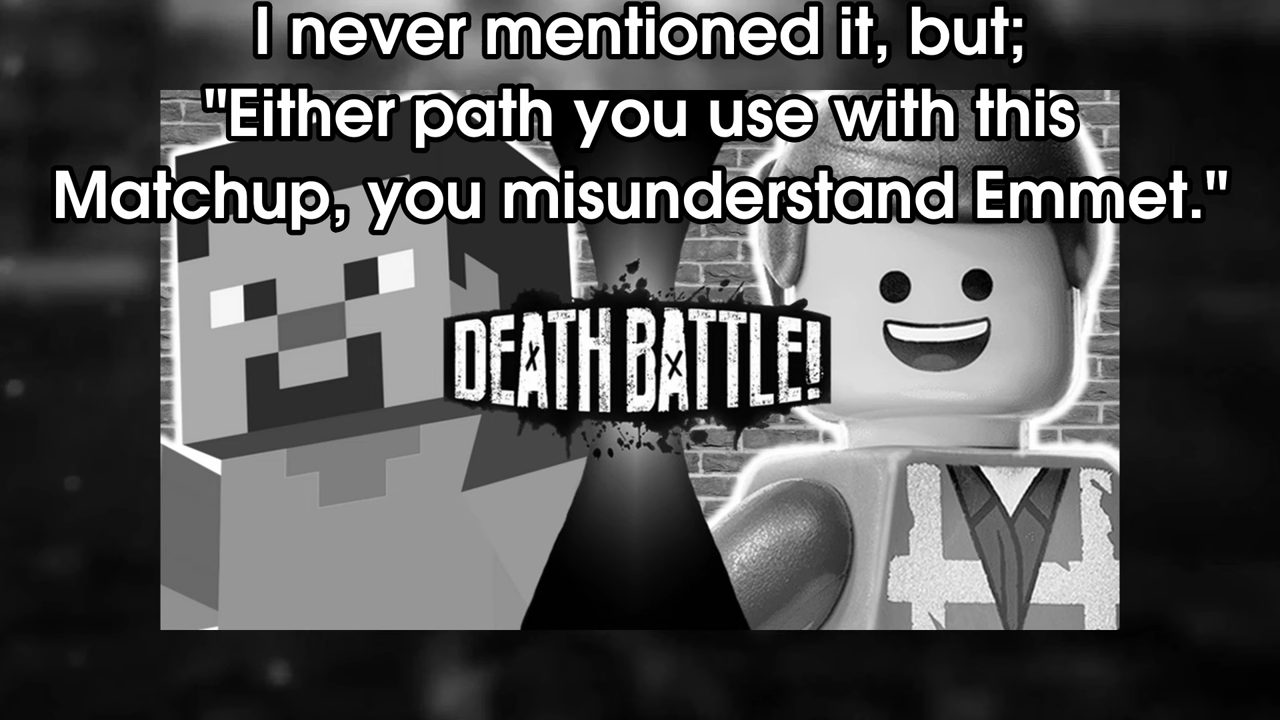 I never mentioned it, but;
"Either path you use with this
Matchup, you misunderstand Emmet."
DEATH BATTLE!